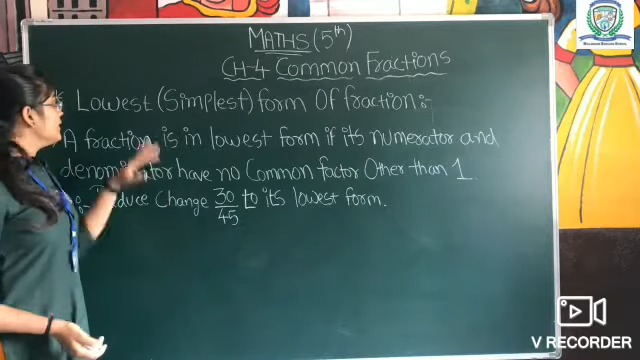 MATHS (5th)
CH-4 Common Fractions
* Lowest (Simplest) form Of fraction:-
A fraction is in lowest form if its numerator and
denominator have no Common factor Other than 1.
Change 30/45 to its lowest form.
V RECORDER